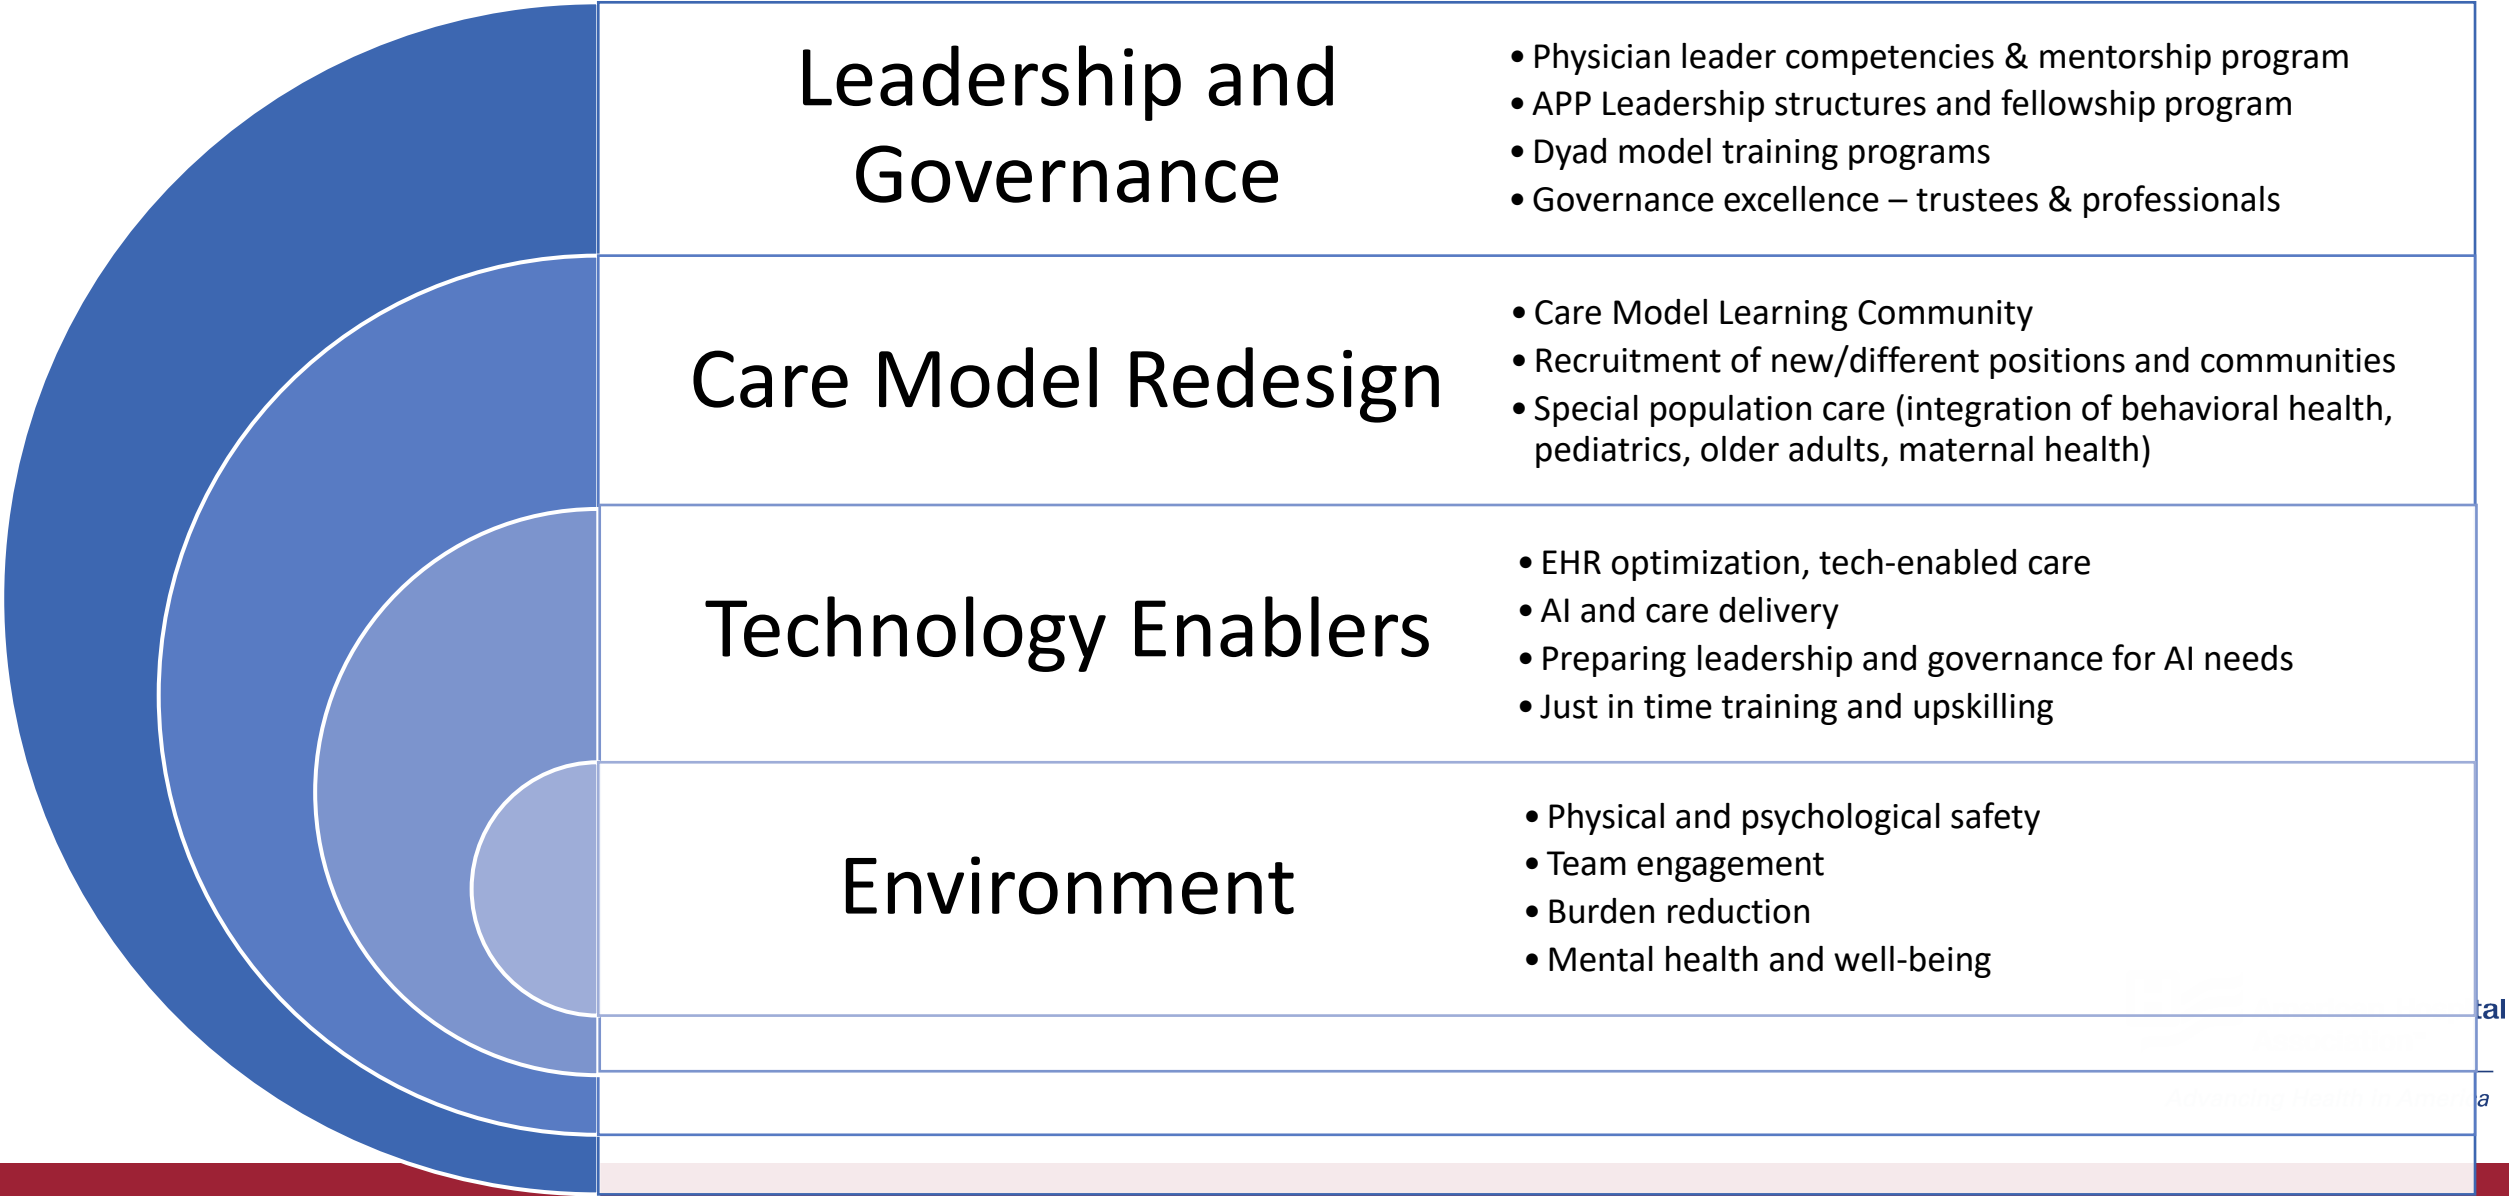 Leadership and
Governance
• Physician leader competencies & mentorship program
• APP Leadership structures and fellowship program
• Dyad model training programs
• Governance excellence – trustees & professionals
Care Model Redesign
• Care Model Learning Community
• Recruitment of new/different positions and communities
• Special population care (integration of behavioral health,
pediatrics, older adults, maternal health)
Technology Enablers
• EHR optimization, tech-enabled care
• AI and care delivery
• Preparing leadership and governance for AI needs
• Just in time training and upskilling
Environment
• Physical and psychological safety
• Team engagement
• Burden reduction
• Mental health and well-being
tal
a